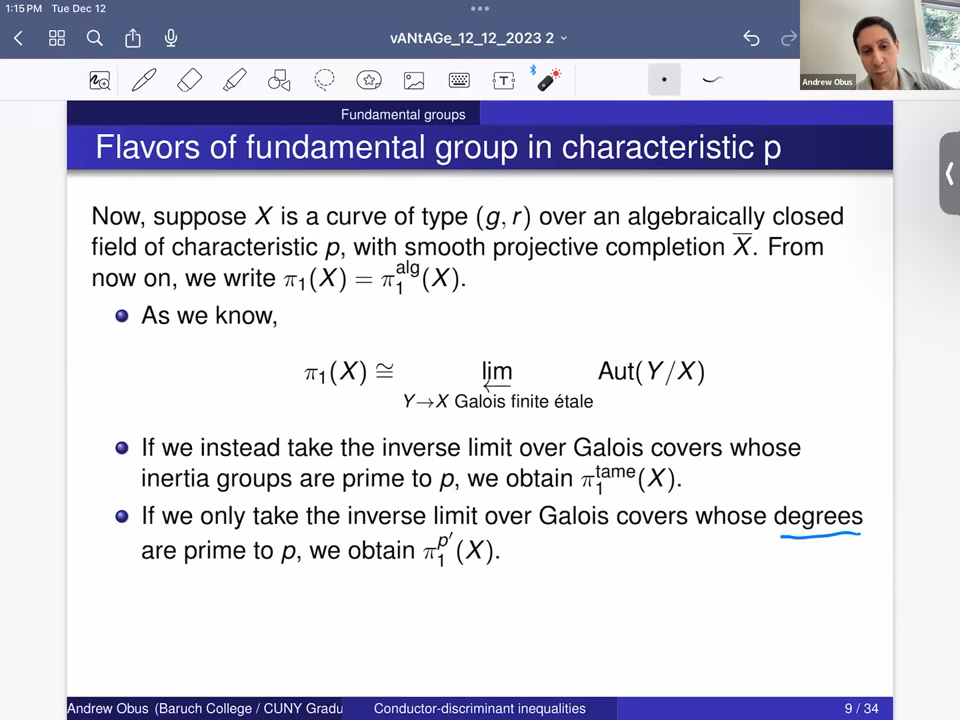 1:15 PM Tue Dec 12
vANtAGe_12_12_2023 2
Andrew Obus
Fundamental groups
Flavors of fundamental group in characteristic p
Now, suppose X is a curve of type (g, r) over an algebraically closed
field of characteristic p, with smooth projective completion X̅. From
now on, we write π₁(X) = π₁^alg(X).
As we know,
π₁(X) ≅ lim← Aut(Y/X)
Y→X Galois finite étale
If we instead take the inverse limit over Galois covers whose
inertia groups are prime to p, we obtain π₁^tame(X).
If we only take the inverse limit over Galois covers whose degrees
are prime to p, we obtain π₁^p′(X).
Andrew Obus (Baruch College / CUNY Gradu
Conductor-discriminant inequalities
9 / 34